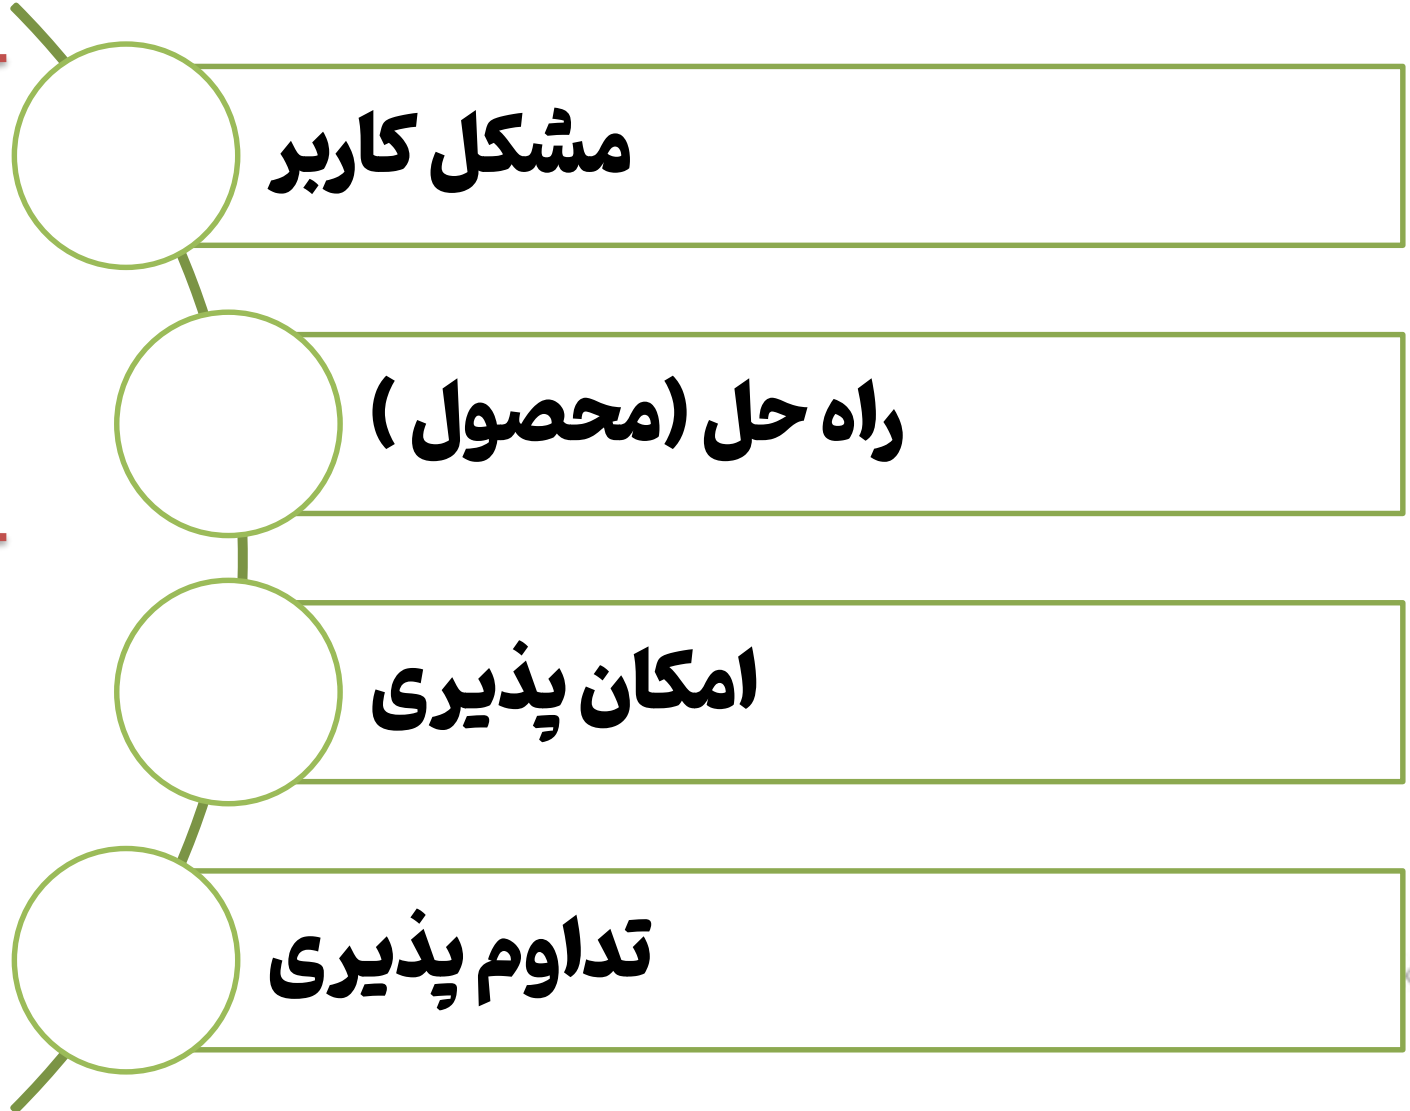 مشکل کاربر
راه حل (محصول )
امکان پذیری
تداوم پذیری